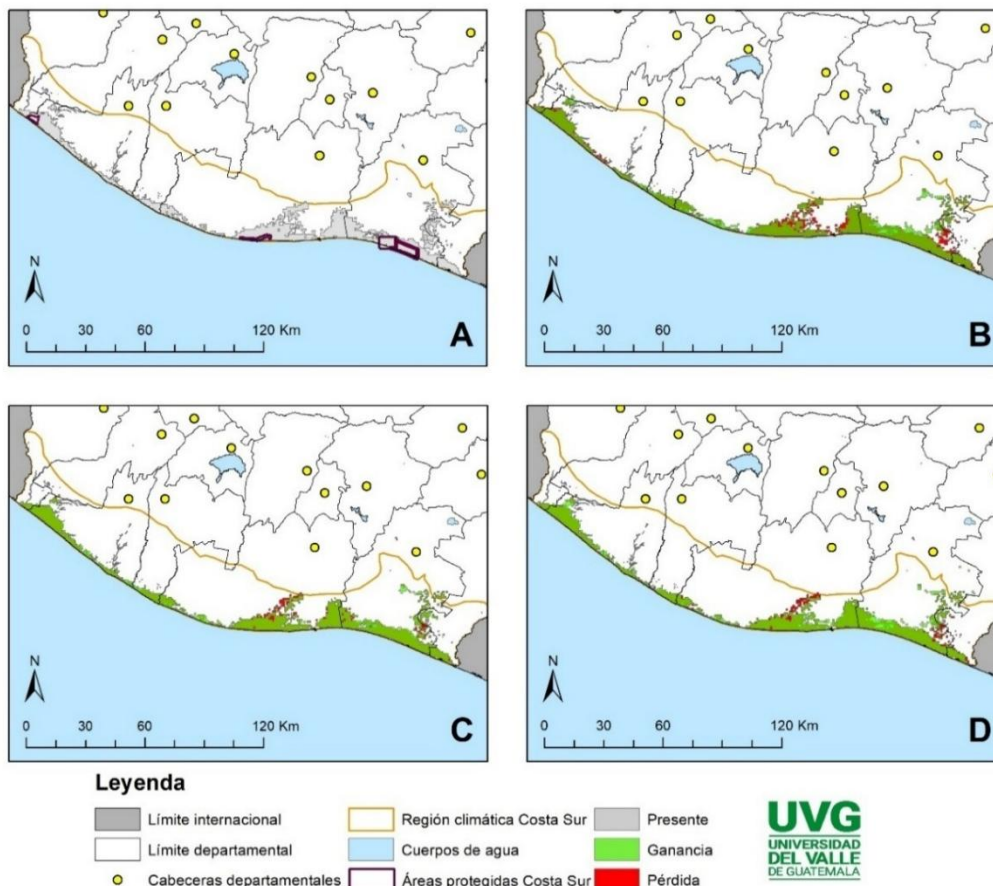 N
0 30 60 120 Km
A
N
0 30 60 120 Km
B
N
0 30 60 120 Km
C
N
0 30 60 120 Km
D
Leyenda
Límite internacional
Región climática Costa Sur
Presente
Límite departamental
Cuerpos de agua
Ganancia
Cabeceras departamentales
Áreas protegidas Costa Sur
Pérdida
UVG
UNIVERSIDAD
DEL VALLE
DE GUATEMALA